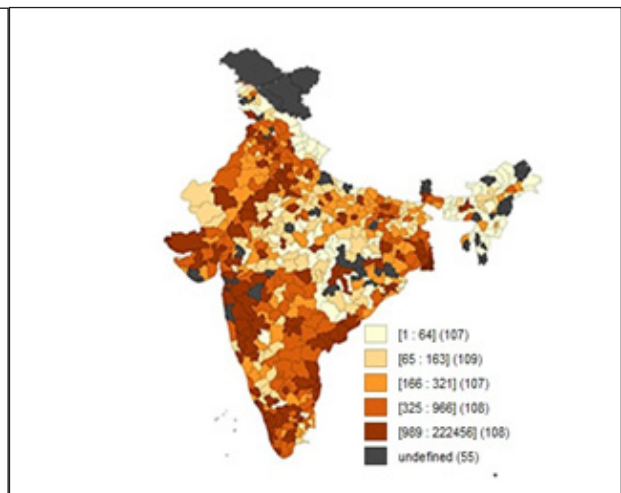 [1 : 64] (107)
[65 : 163] (109)
[166 : 321] (107)
[325 : 966] (108)
[989 : 222456] (108)
undefined (55)